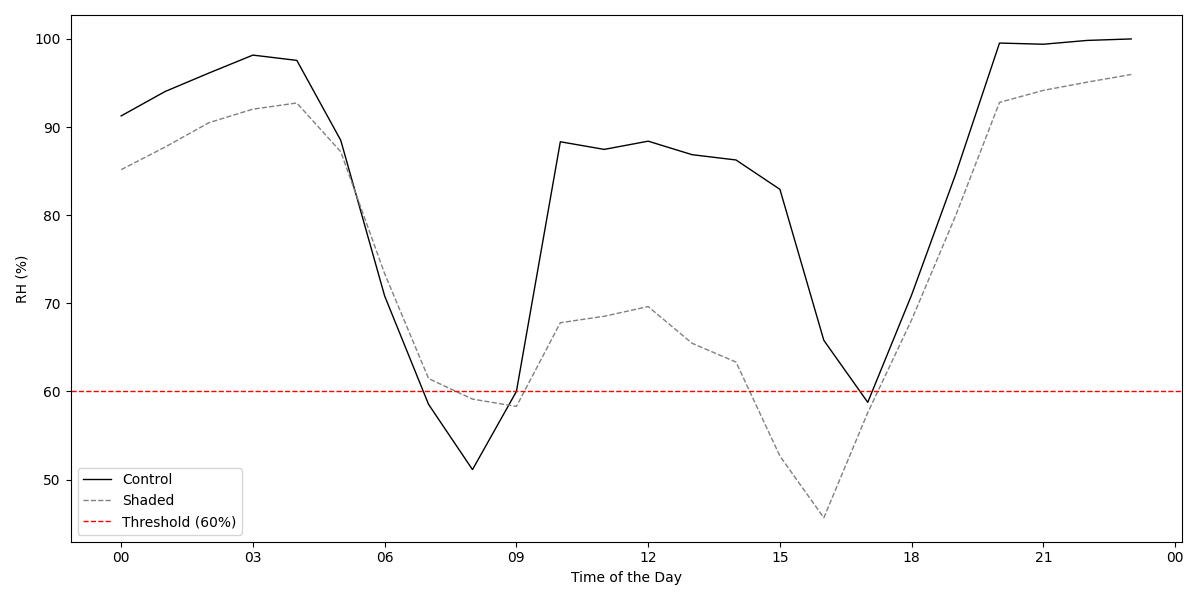 100
90
80
70
60
50
RH (%)
Control
Shaded
Threshold (60%)
00 03 06 09 12 15 18 21 00
Time of the Day